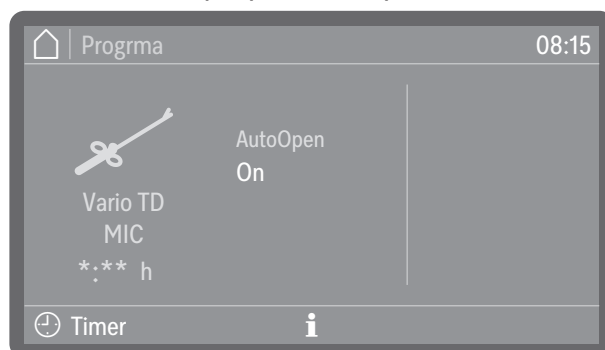 Progrma
08:15
AutoOpen
On
Vario TD
MIC
*:** h
Timer
i